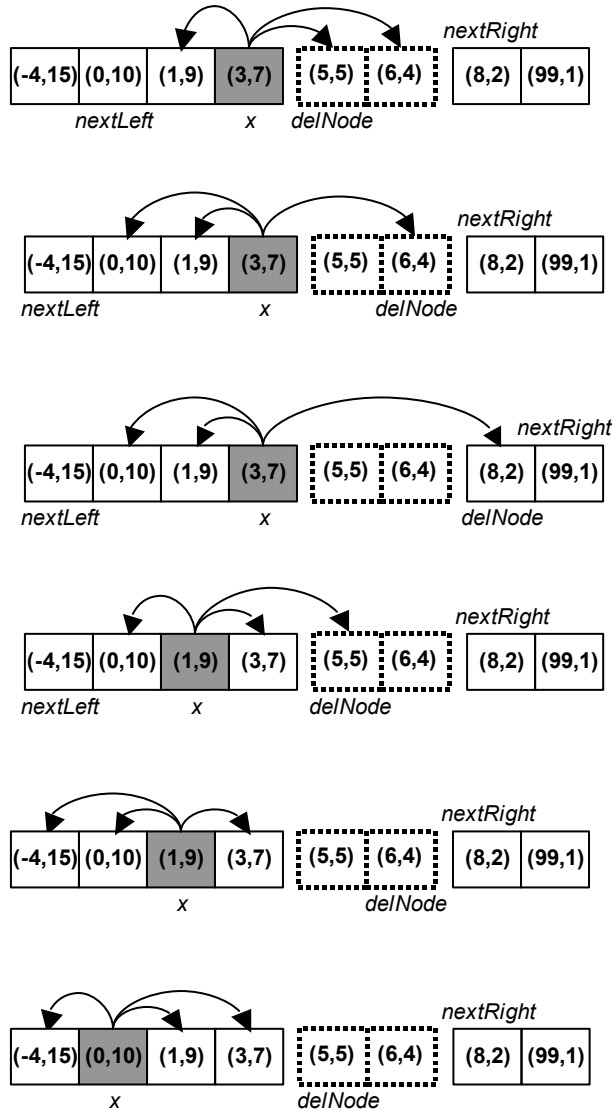 nextRight
(-4,15) (0,10) (1,9) (3,7) (5,5) (6,4) (8,2) (99,1)
nextLeft x delNode
nextRight
(-4,15) (0,10) (1,9) (3,7) (5,5) (6,4) (8,2) (99,1)
nextLeft x delNode
nextRight
(-4,15) (0,10) (1,9) (3,7) (5,5) (6,4) (8,2) (99,1)
nextLeft x delNode
nextRight
(-4,15) (0,10) (1,9) (3,7) (5,5) (6,4) (8,2) (99,1)
nextLeft x delNode
nextRight
(-4,15) (0,10) (1,9) (3,7) (5,5) (6,4) (8,2) (99,1)
x delNode
nextRight
(-4,15) (0,10) (1,9) (3,7) (5,5) (6,4) (8,2) (99,1)
x delNode